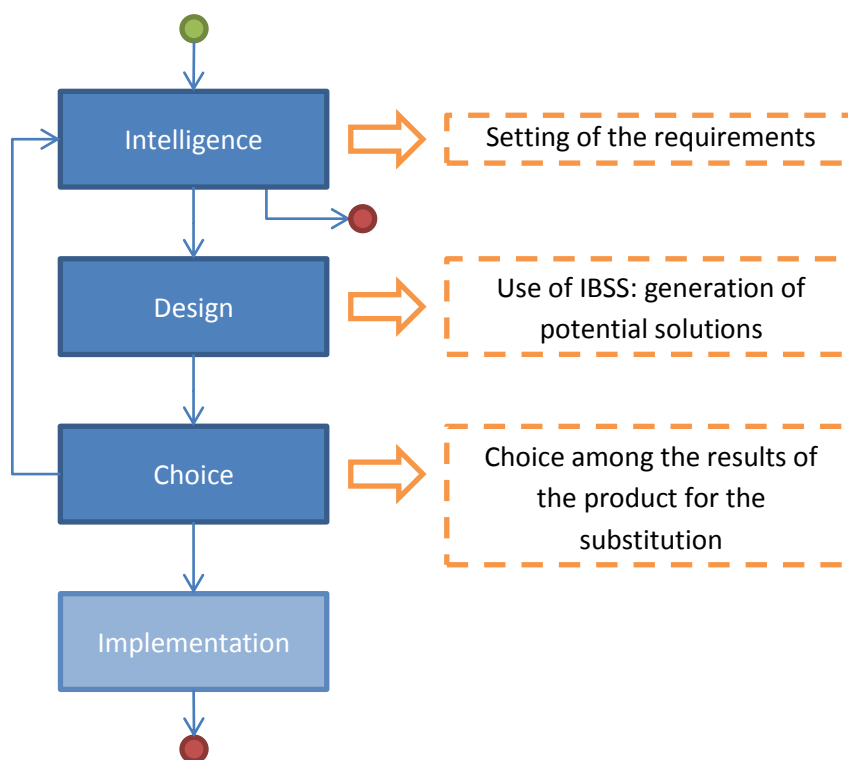 Intelligence
Setting of the requirements
Design
Use of IBSS: generation of
potential solutions
Choice
Choice among the results of
the product for the
substitution
Implementation